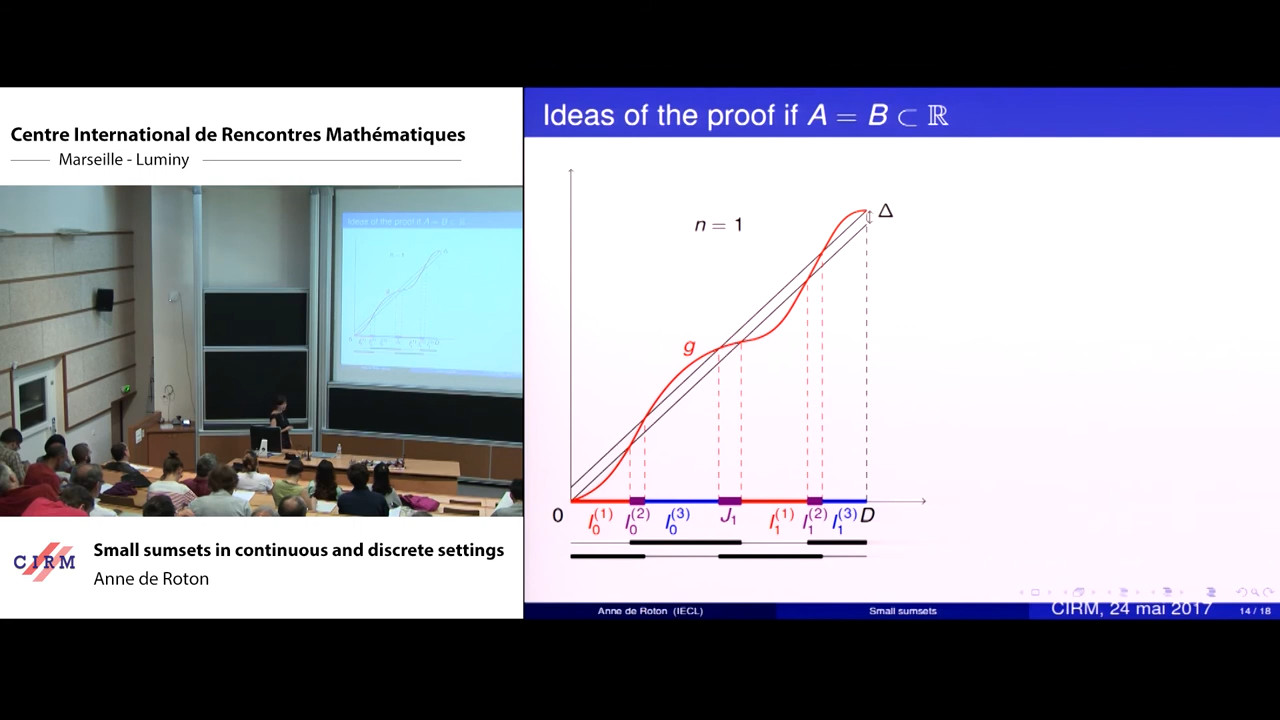 Centre International de Rencontres Mathématiques
Marseille - Luminy
CIRM
Small sumsets in continuous and discrete settings
Anne de Roton
Ideas of the proof if A = B ⊂ ℝ
n = 1
Δ
g
0 I₀⁽¹⁾ I₀⁽²⁾ I₀⁽³⁾ J₁ I₁⁽¹⁾ I₁⁽²⁾ I₁⁽³⁾ D
Anne de Roton (IECL) Small sumsets CIRM, 24 mai 2017 14 / 18